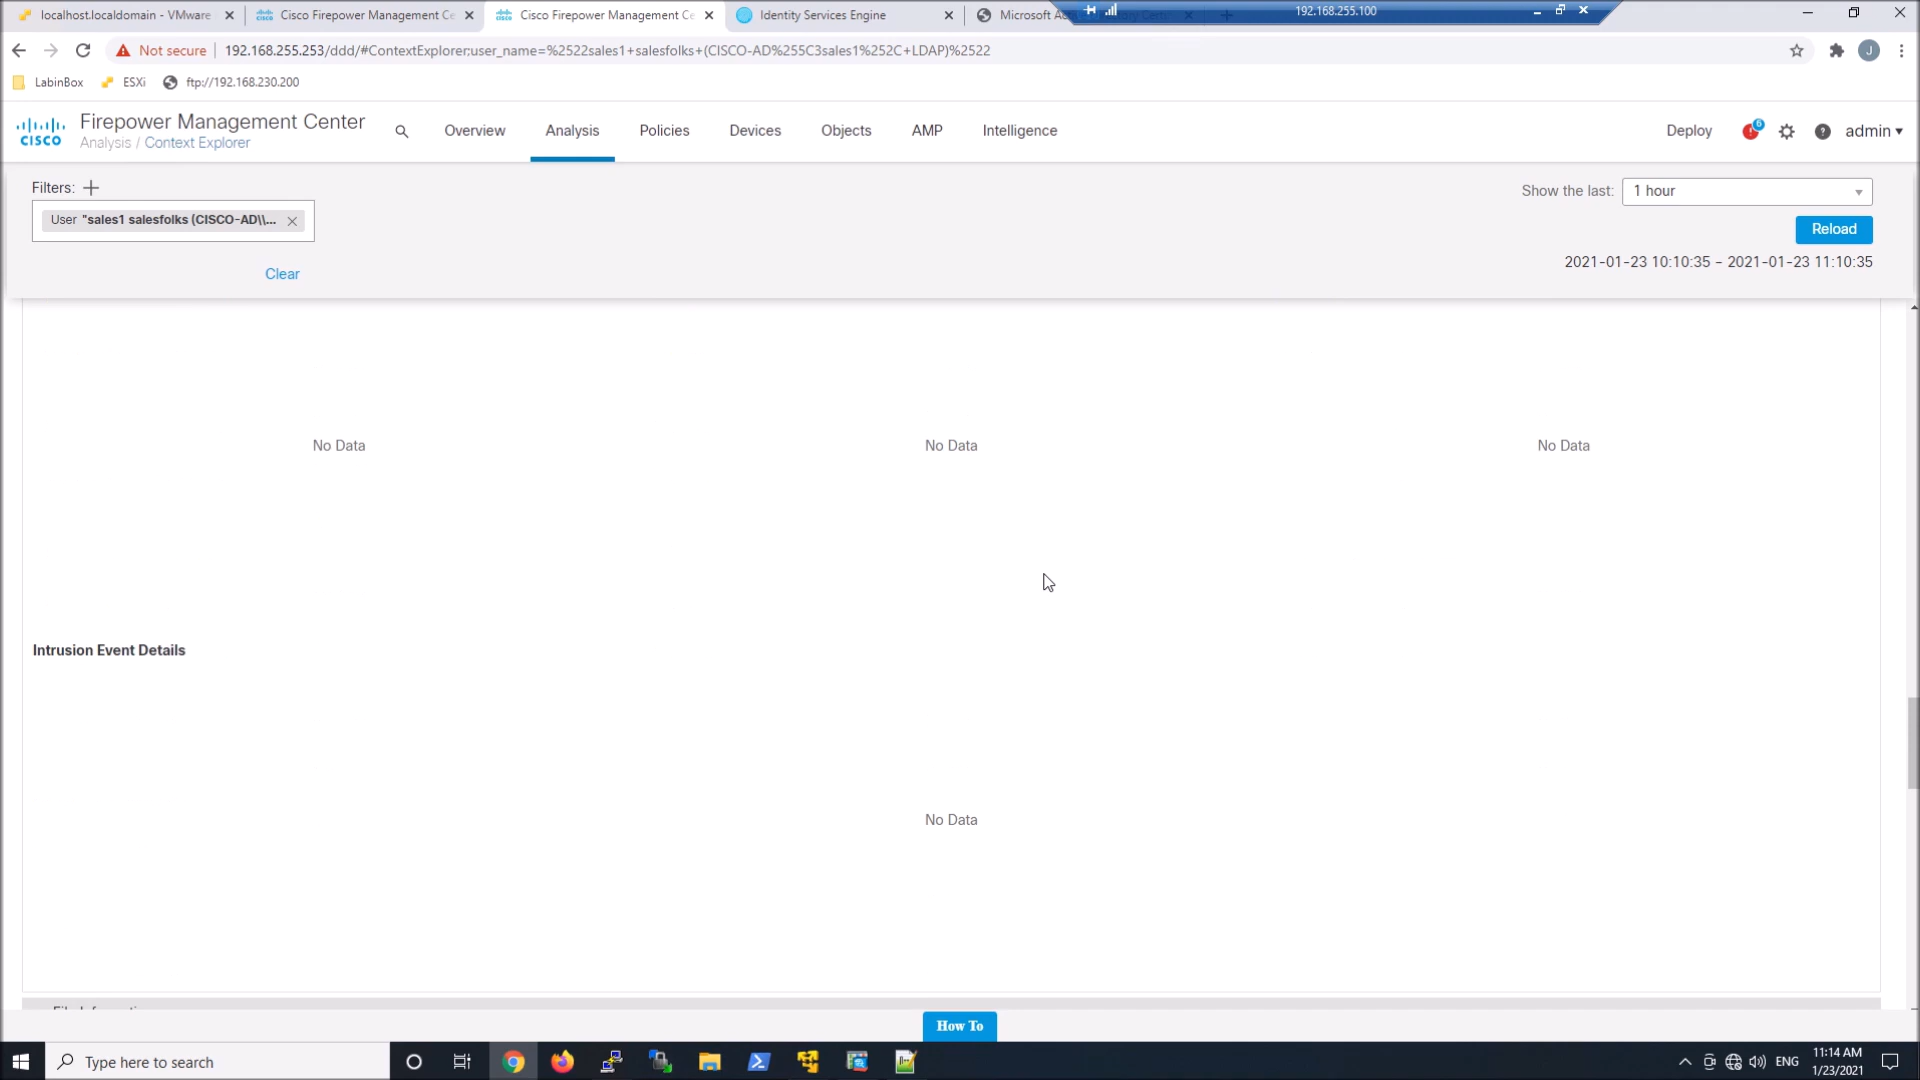 localhost.localdomain - VMware
Cisco Firepower Management Ce
Cisco Firepower Management Ce
Identity Services Engine
Microsoft A
192.168.255.100
Not secure
192.168.255.253/ddd/#ContextExplorer;user_name=%2522sales1+salesfolks+(CISCO-AD%255C3sales1%252C+LDAP)%2522
J
LabinBox
ESXi
ftp://192.168.230.200
CISCO
Firepower Management Center
Analysis / Context Explorer
Overview
Analysis
Policies
Devices
Objects
AMP
Intelligence
Deploy
6
admin
Filters:
User "sales1 salesfolks (CISCO-AD\\...
Clear
Show the last: 1 hour
Reload
2021-01-23 10:10:35 - 2021-01-23 11:10:35
No Data
No Data
No Data
Intrusion Event Details
No Data
How To
Type here to search
ENG
11:14 AM
1/23/2021